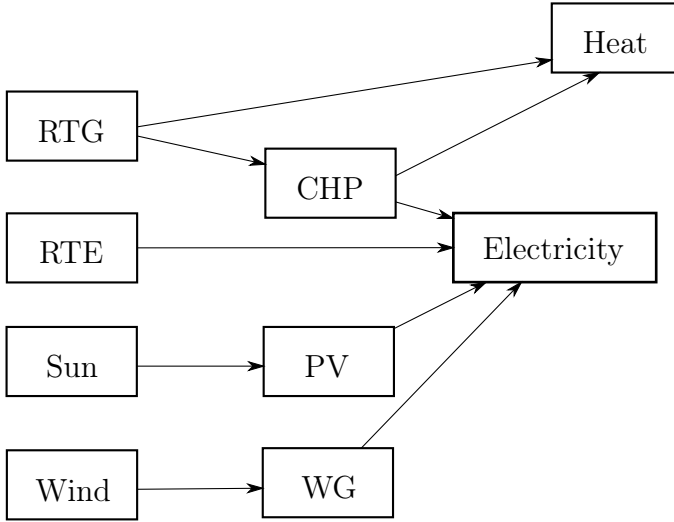 Heat
RTG
CHP
RTE
Electricity
Sun
PV
Wind
WG